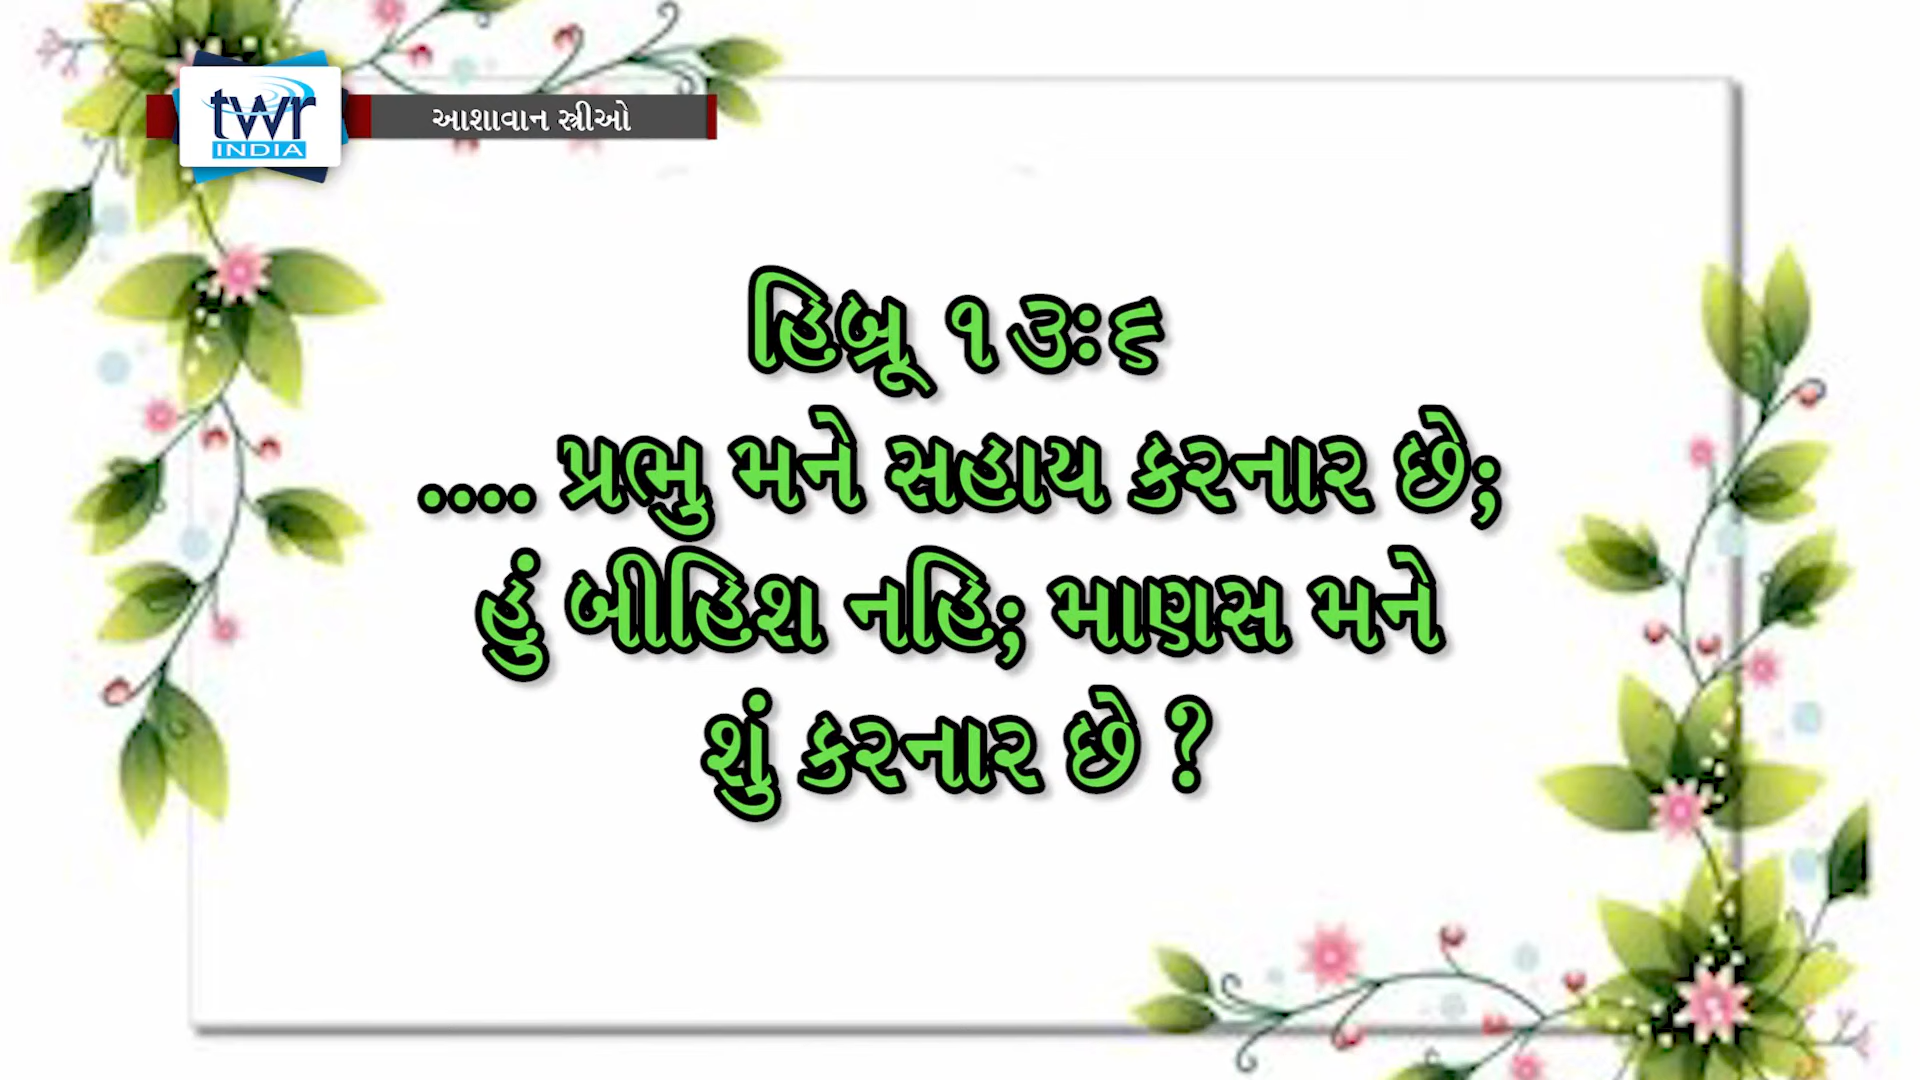 twr
INDIA
આશાવાન સ્ત્રીઓ
હિબ્રૂ ૧૩ઃ૬
.... પ્રભુ મને સહાય કરનાર છે;
હું બીહિશ નહિ; માણસ મને
શું કરનાર છે ?